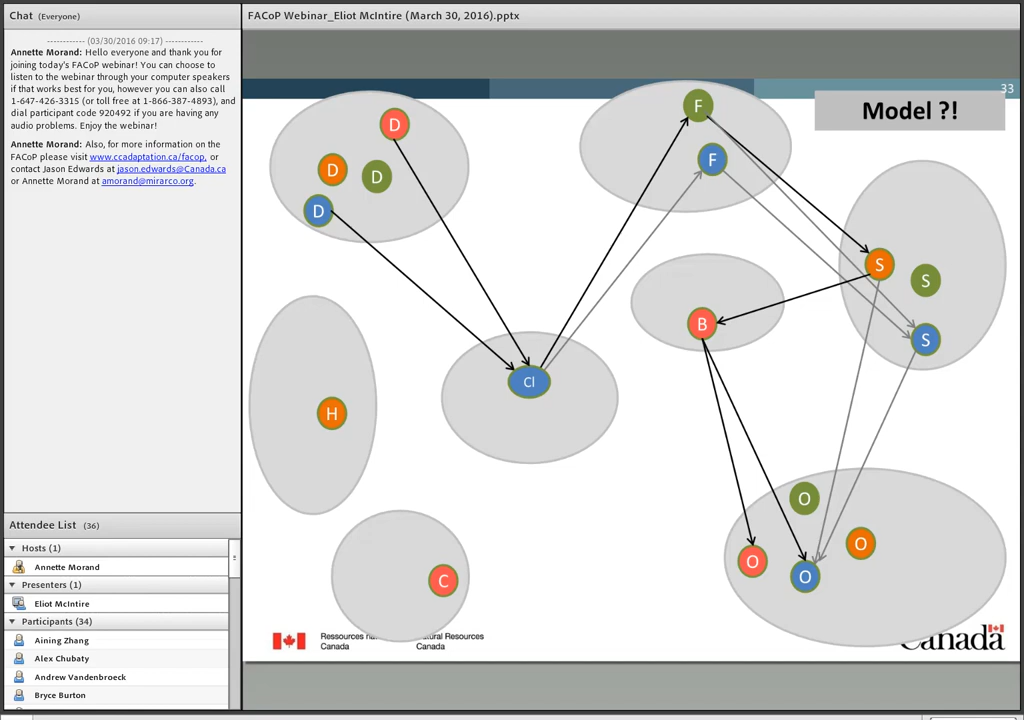 Chat (Everyone)
------------ (03/30/2016 09:17) ------------
Annette Morand: Hello everyone and thank you for
joining today's FACoP webinar! You can choose to
listen to the webinar through your computer speakers
if that works best for you, however you can also call
1-647-426-3315 (or toll free at 1-866-387-4893), and
dial participant code 920492 if you are having any
audio problems. Enjoy the webinar!
Annette Morand: Also, for more information on the
FACoP please visit www.ccadaptation.ca/facop, or
contact Jason Edwards at jason.edwards@Canada.ca
or Annette Morand at amorand@mirarco.org.
Attendee List (36)
Hosts (1)
Annette Morand
Presenters (1)
Eliot McIntire
Participants (34)
Aining Zhang
Alex Chubaty
Andrew Vandenbroeck
Bryce Burton
FACoP Webinar_Eliot McIntire (March 30, 2016).pptx
33
Model ?!
D
D
D
D
F
F
S
S
S
B
CI
H
C
O
O
O
O
Ressources
Canada
Resources
Canada
Canada